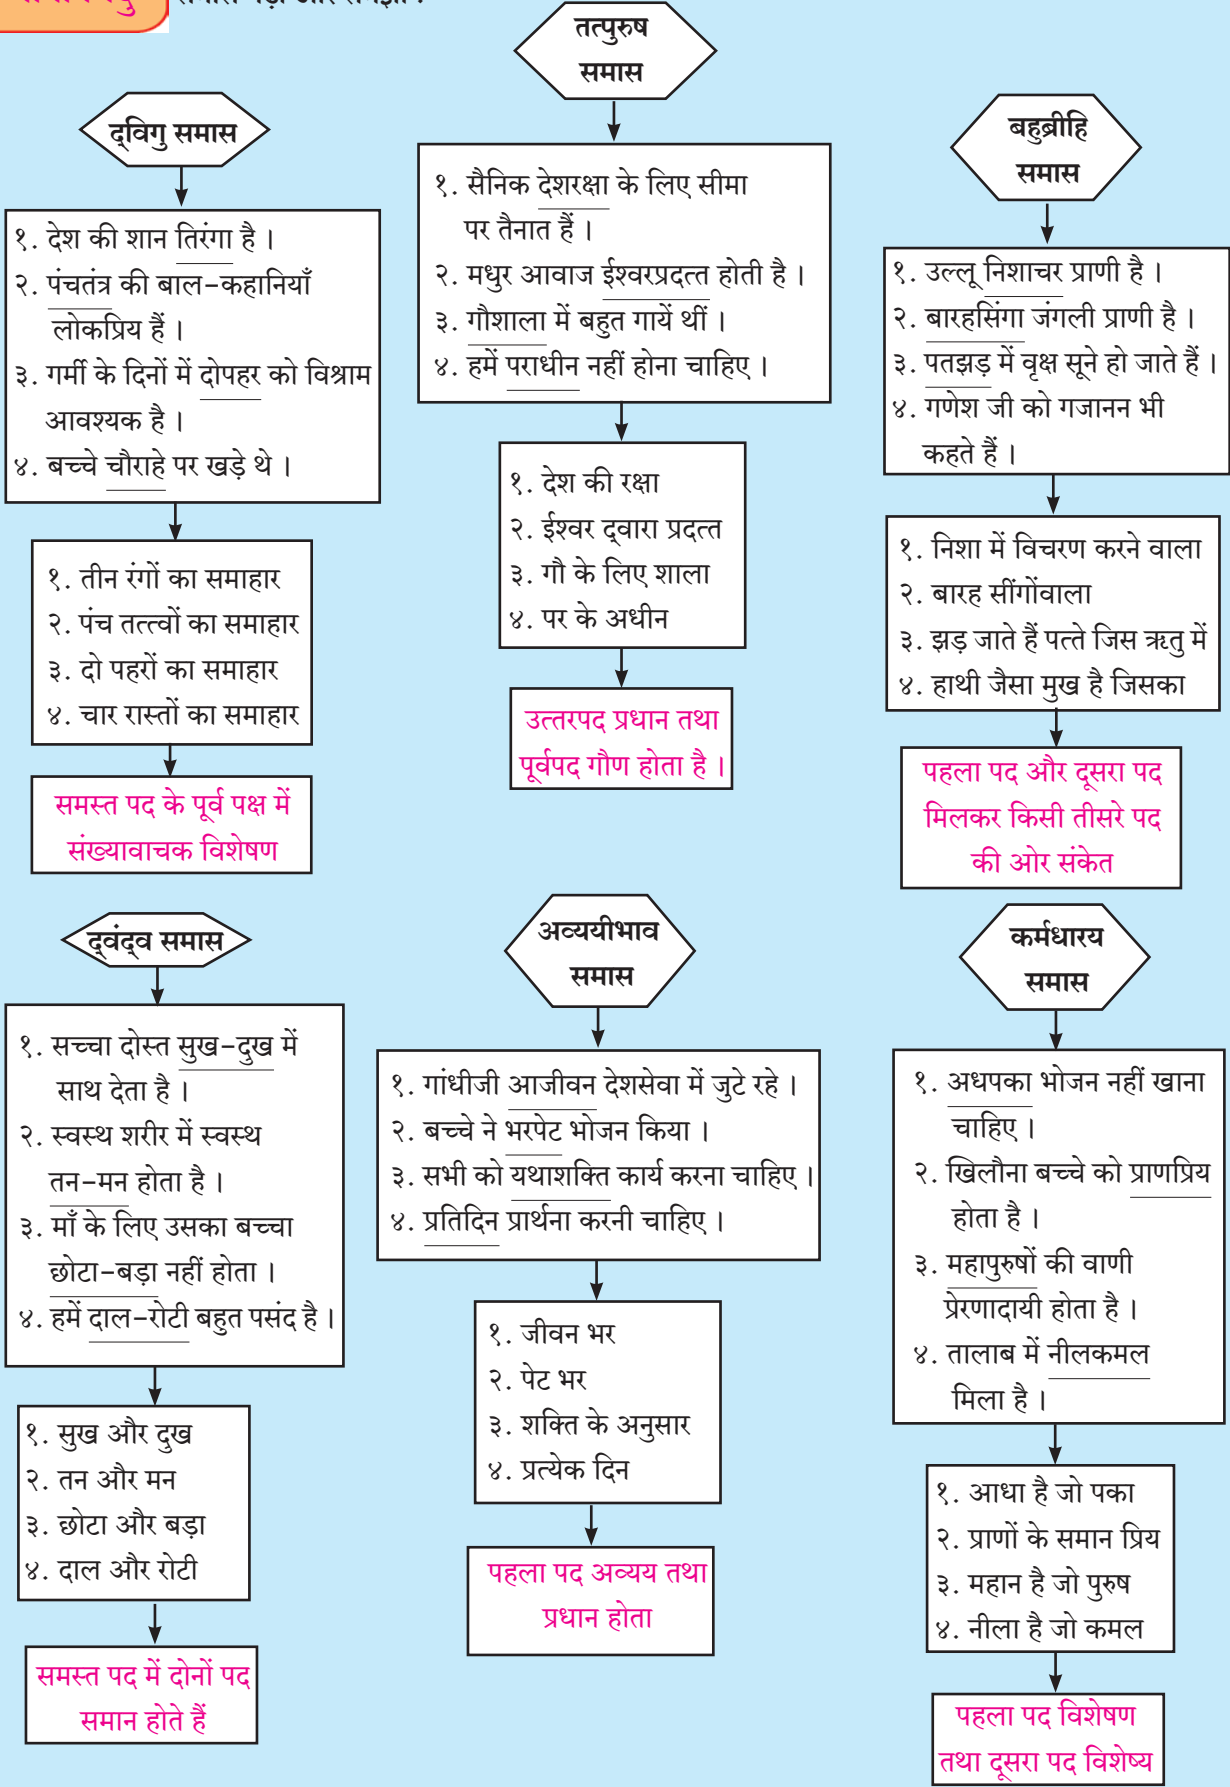 तत्पुरुष
समास
द्‌विगु समास
बहुब्रीहि
समास
१. देश की शान तिरंगा है ।
२. पंचतंत्र की बाल-कहानियाँ
लोकप्रिय हैं ।
३. गर्मी के दिनों में दोपहर को विश्राम
आवश्यक है ।
४. बच्चे चौराहे पर खड़े थे ।
१. तीन रंगों का समाहार
२. पंच तत्त्वों का समाहार
३. दो पहरों का समाहार
४. चार रास्तों का समाहार
समस्त पद के पूर्व पक्ष में
संख्यावाचक विशेषण
१. सैनिक देशरक्षा के लिए सीमा
पर तैनात हैं ।
२. मधुर आवाज ईश्वरप्रदत्त होती है ।
३. गौशाला में बहुत गायें थीं ।
४. हमें पराधीन नहीं होना चाहिए ।
१. देश की रक्षा
२. ईश्वर द्‌वारा प्रदत्त
३. गौ के लिए शाला
४. पर के अधीन
उत्तरपद प्रधान तथा
पूर्वपद गौण होता है ।
१. उल्लू निशाचर प्राणी है ।
२. बारहसिंगा जंगली प्राणी है ।
३. पतझड़ में वृक्ष सूने हो जाते हैं ।
४. गणेश जी को गजानन भी
कहते हैं ।
१. निशा में विचरण करने वाला
२. बारह सींगोंवाला
३. झड़ जाते हैं पत्ते जिस ऋतु में
४. हाथी जैसा मुख है जिसका
पहला पद और दूसरा पद
मिलकर किसी तीसरे पद
की ओर संकेत
द्‌वंद्‌व समास
१. सच्चा दोस्त सुख-दुख में
साथ देता है ।
२. स्वस्थ शरीर में स्वस्थ
तन-मन होता है ।
३. माँ के लिए उसका बच्चा
छोटा-बड़ा नहीं होता ।
४. हमें दाल-रोटी बहुत पसंद है ।
१. सुख और दुख
२. तन और मन
३. छोटा और बड़ा
४. दाल और रोटी
समस्त पद में दोनों पद
समान होते हैं
अव्ययीभाव
समास
१. गांधीजी आजीवन देशसेवा में जुटे रहे ।
२. बच्चे ने भरपेट भोजन किया ।
३. सभी को यथाशक्ति कार्य करना चाहिए ।
४. प्रतिदिन प्रार्थना करनी चाहिए ।
१. जीवन भर
२. पेट भर
३. शक्ति के अनुसार
४. प्रत्येक दिन
पहला पद अव्यय तथा
प्रधान होता
कर्मधारय
समास
१. अधपका भोजन नहीं खाना
चाहिए ।
२. खिलौना बच्चे को प्राणप्रिय
होता है ।
३. महापुरुषों की वाणी
प्रेरणादायी होता है ।
४. तालाब में नीलकमल
मिला है ।
१. आधा है जो पका
२. प्राणों के समान प्रिय
३. महान है जो पुरुष
४. नीला है जो कमल
पहला पद विशेषण
तथा दूसरा पद विशेष्य